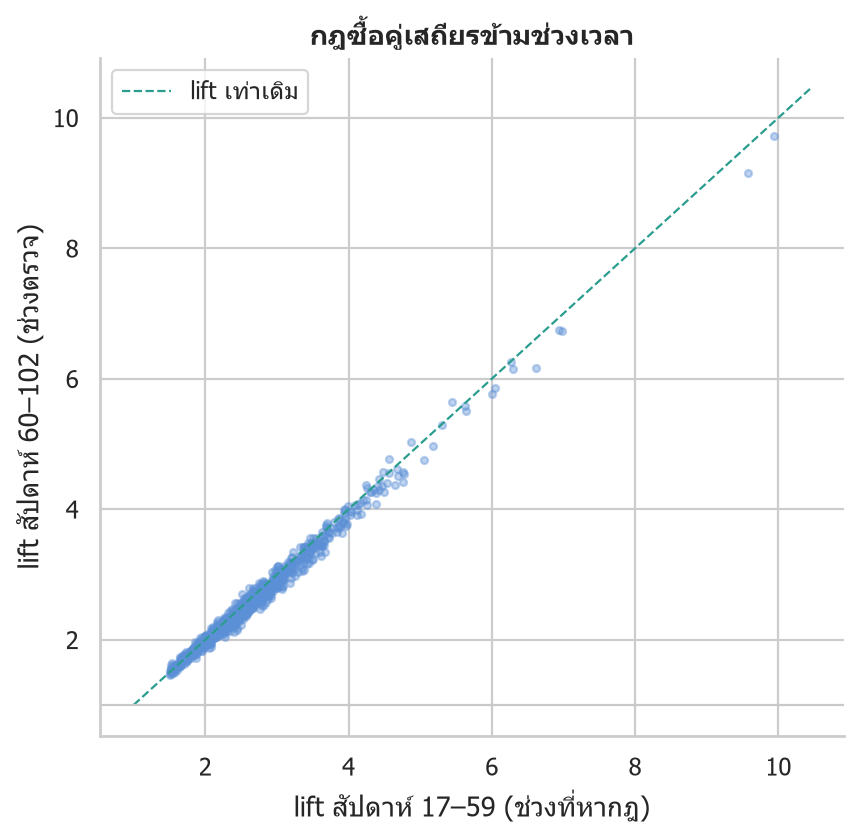 กฎซื้อคู่เสถียรข้ามช่วงเวลา
lift เท่าเดิม
10
8
6
4
2
lift สัปดาห์ 60–102 (ช่วงตรวจ)
2 4 6 8 10
lift สัปดาห์ 17–59 (ช่วงที่หากฎ)